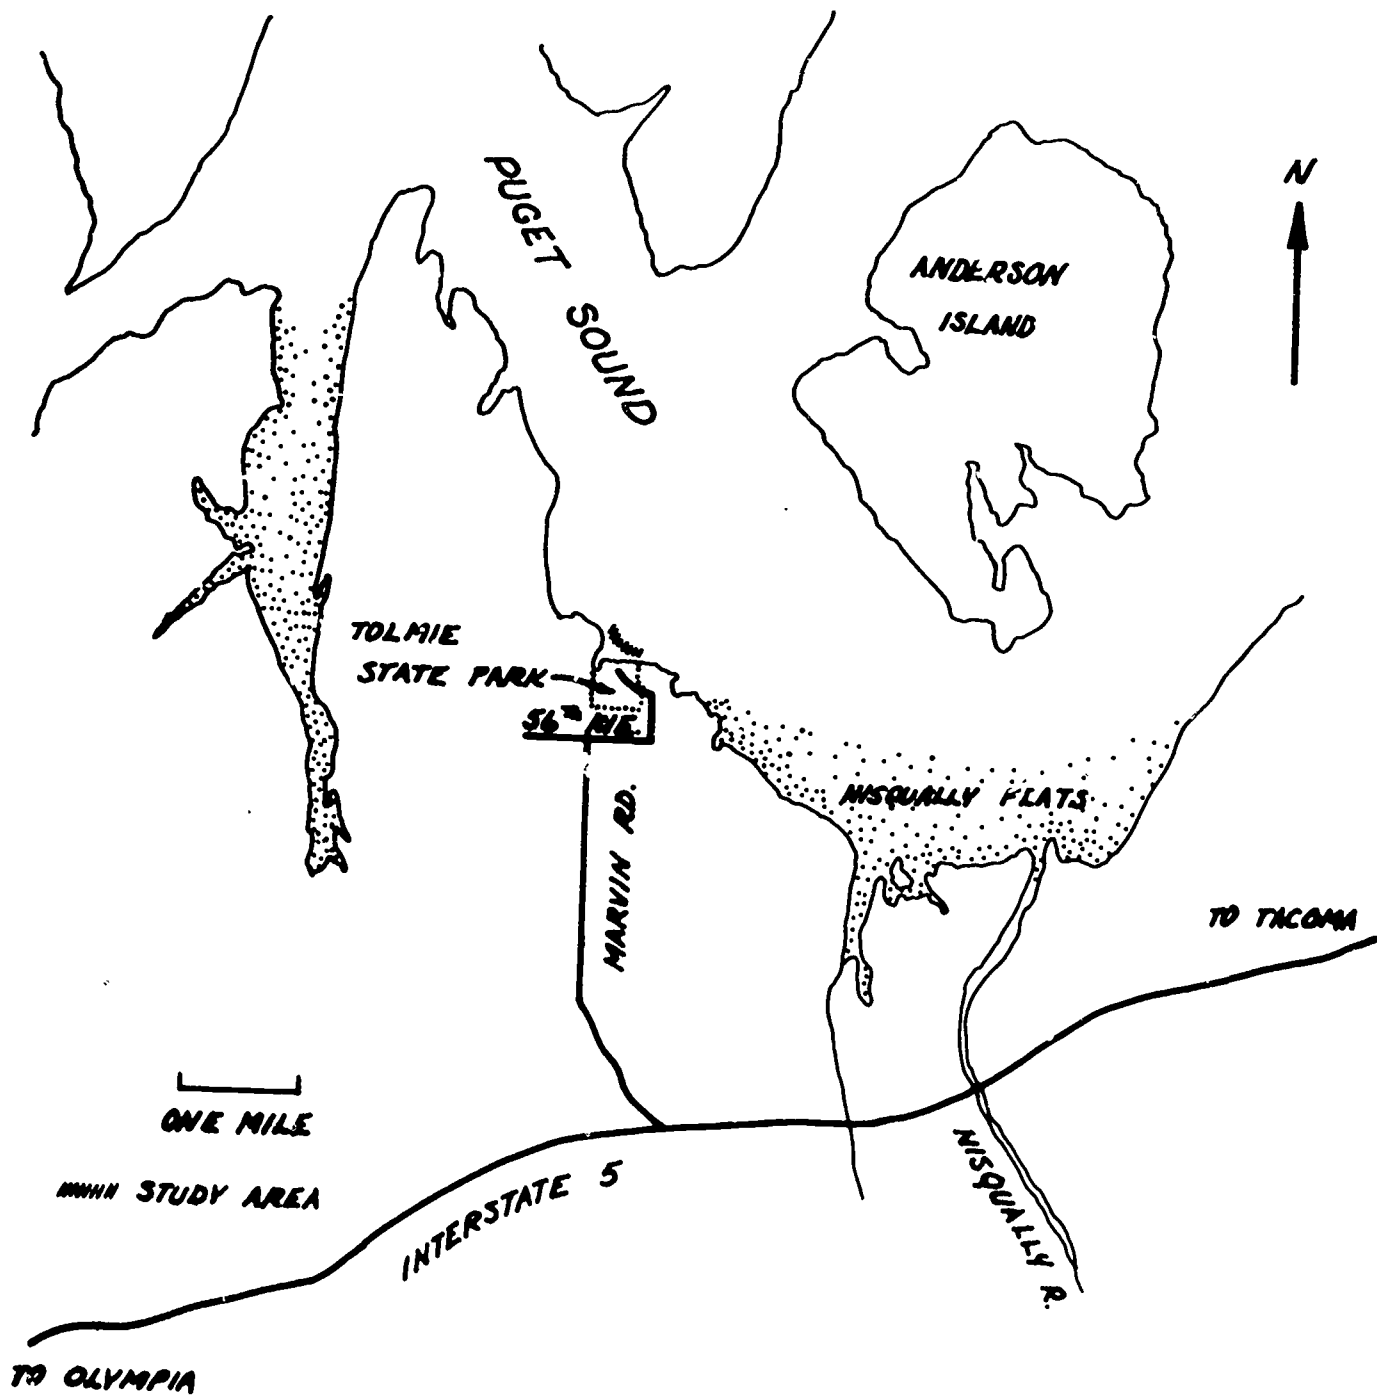 PUGET SOUND
N
ANDERSON
ISLAND
TOLMIE
STATE PARK
56TH N.E.
NISQUALLY FLATS
MARVIN RD.
TO TACOMA
ONE MILE
STUDY AREA
INTERSTATE 5
NISQUALLY R.
TO OLYMPIA